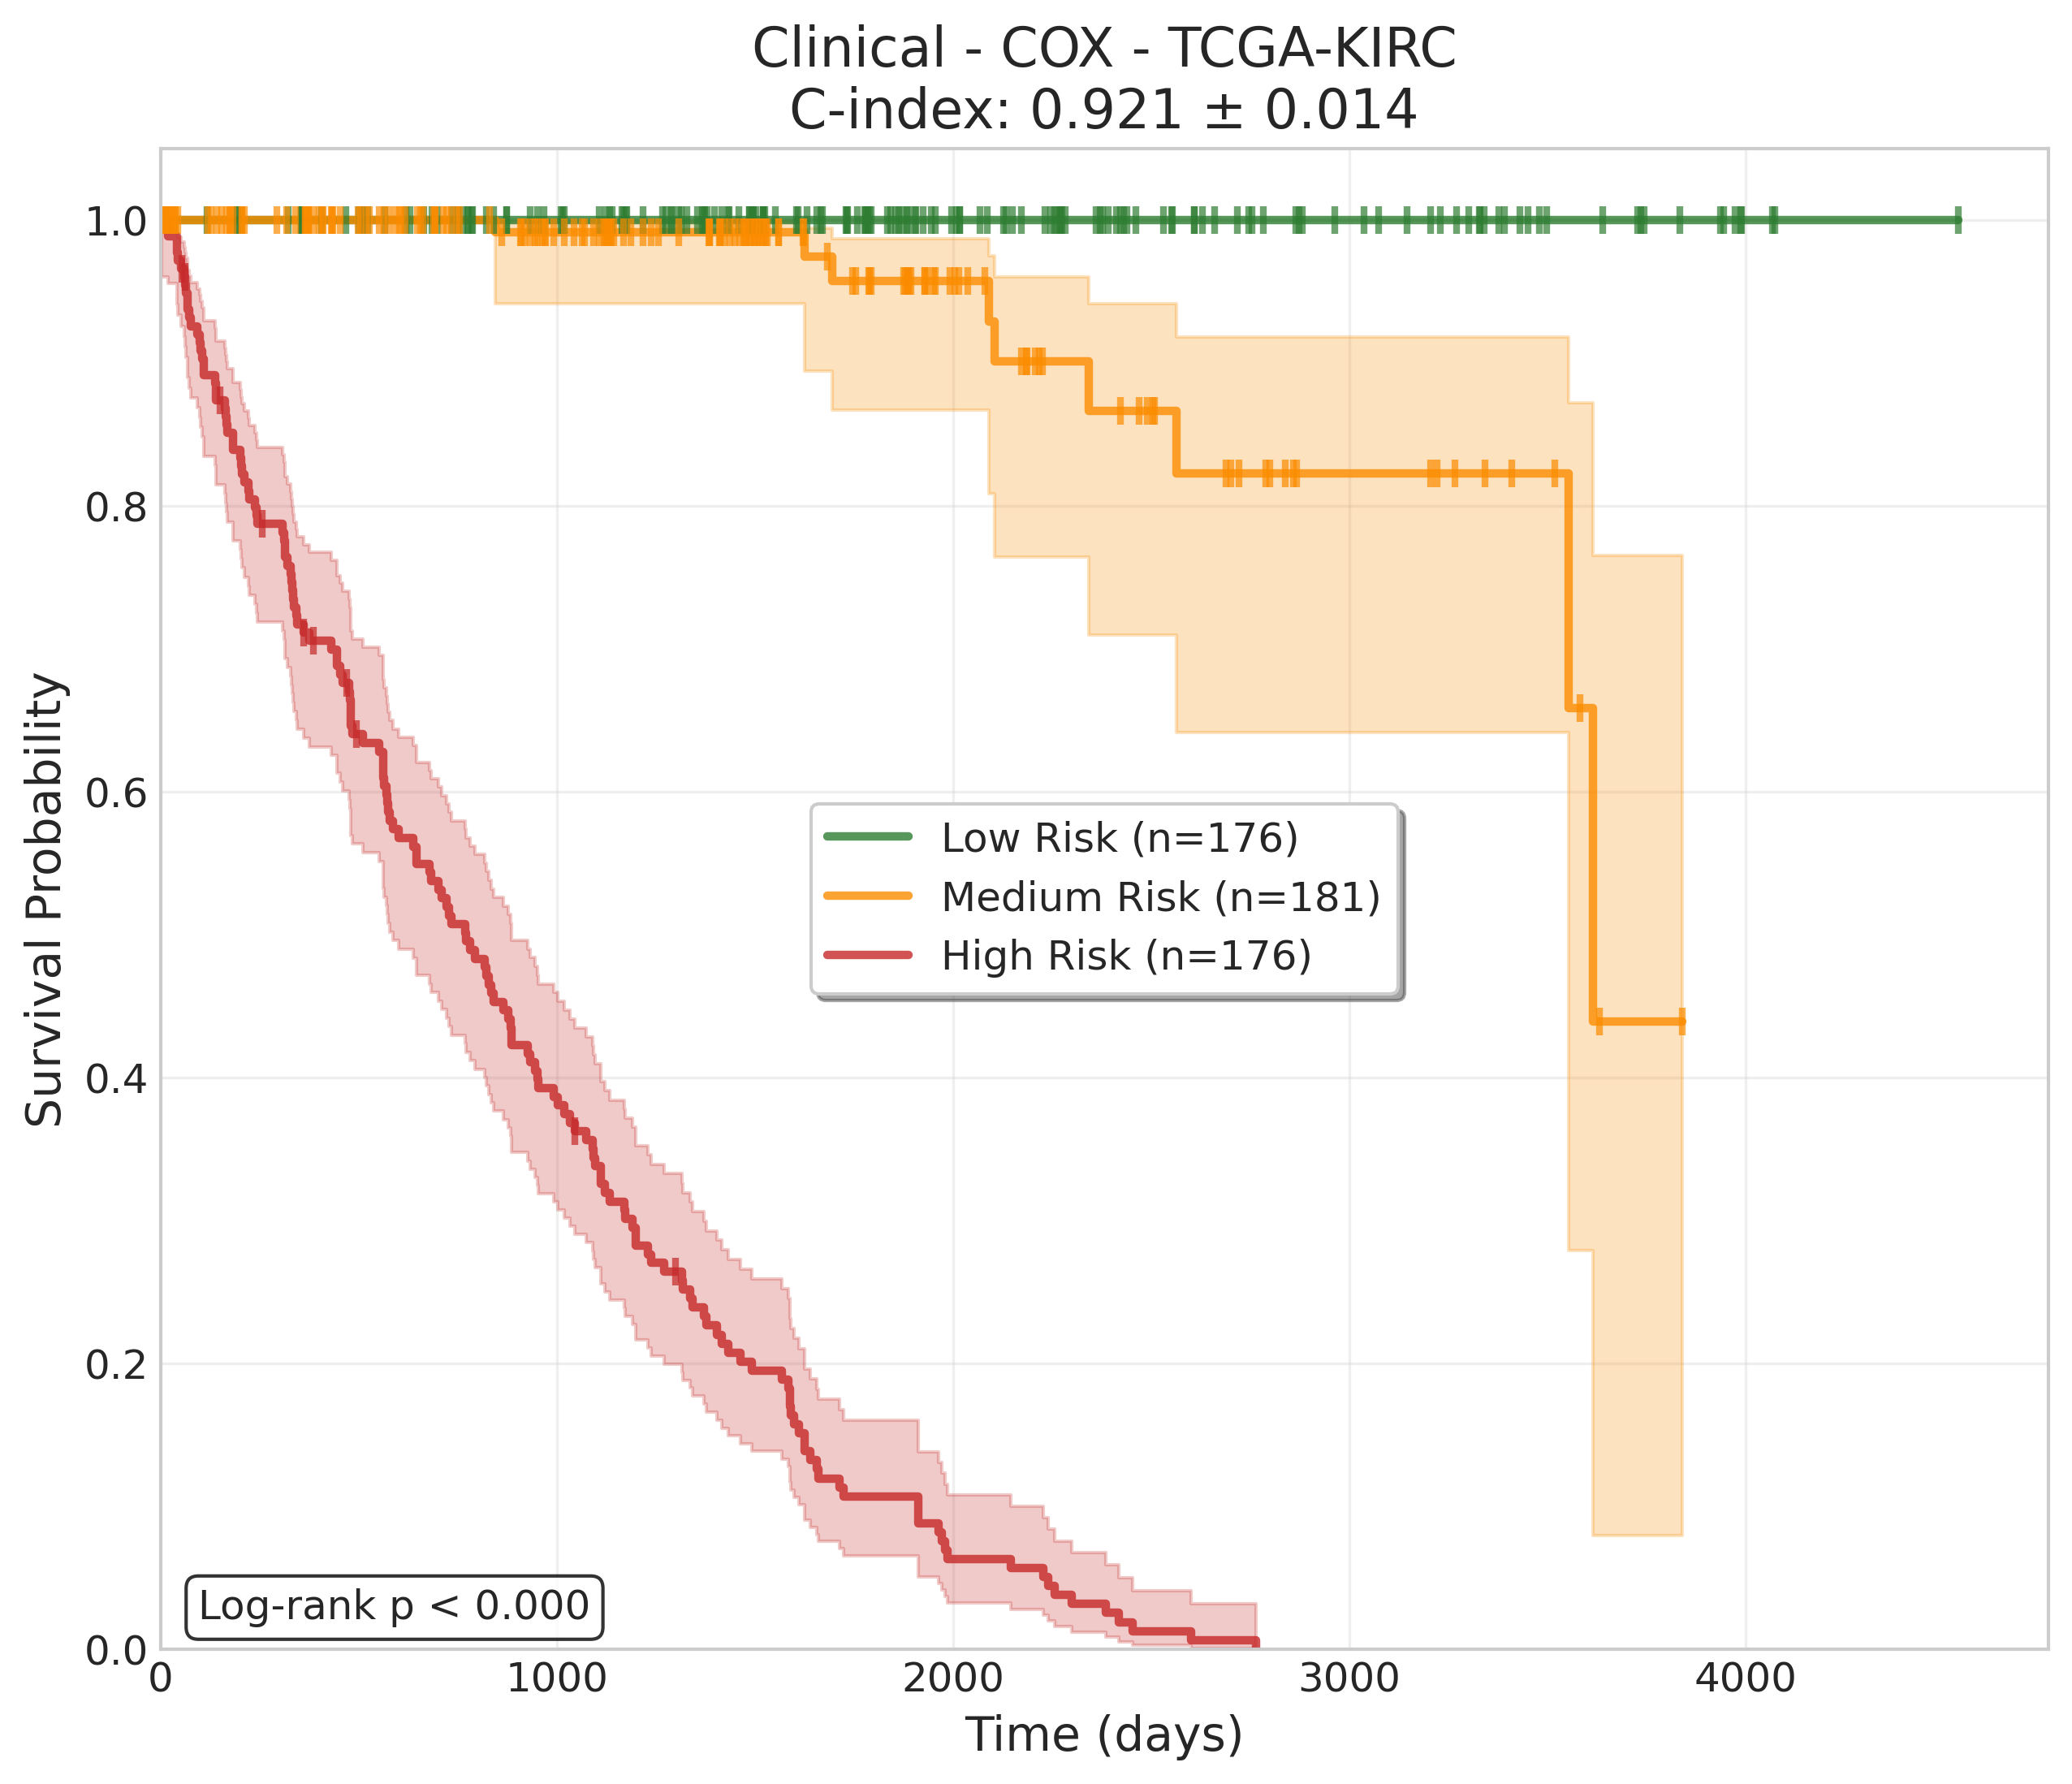 Clinical - COX - TCGA-KIRC
C-index: 0.921 ± 0.014
Survival Probability
1.0
0.8
0.6
0.4
0.2
0.0
Low Risk (n=176)
Medium Risk (n=181)
High Risk (n=176)
Log-rank p < 0.000
0 1000 2000 3000 4000
Time (days)